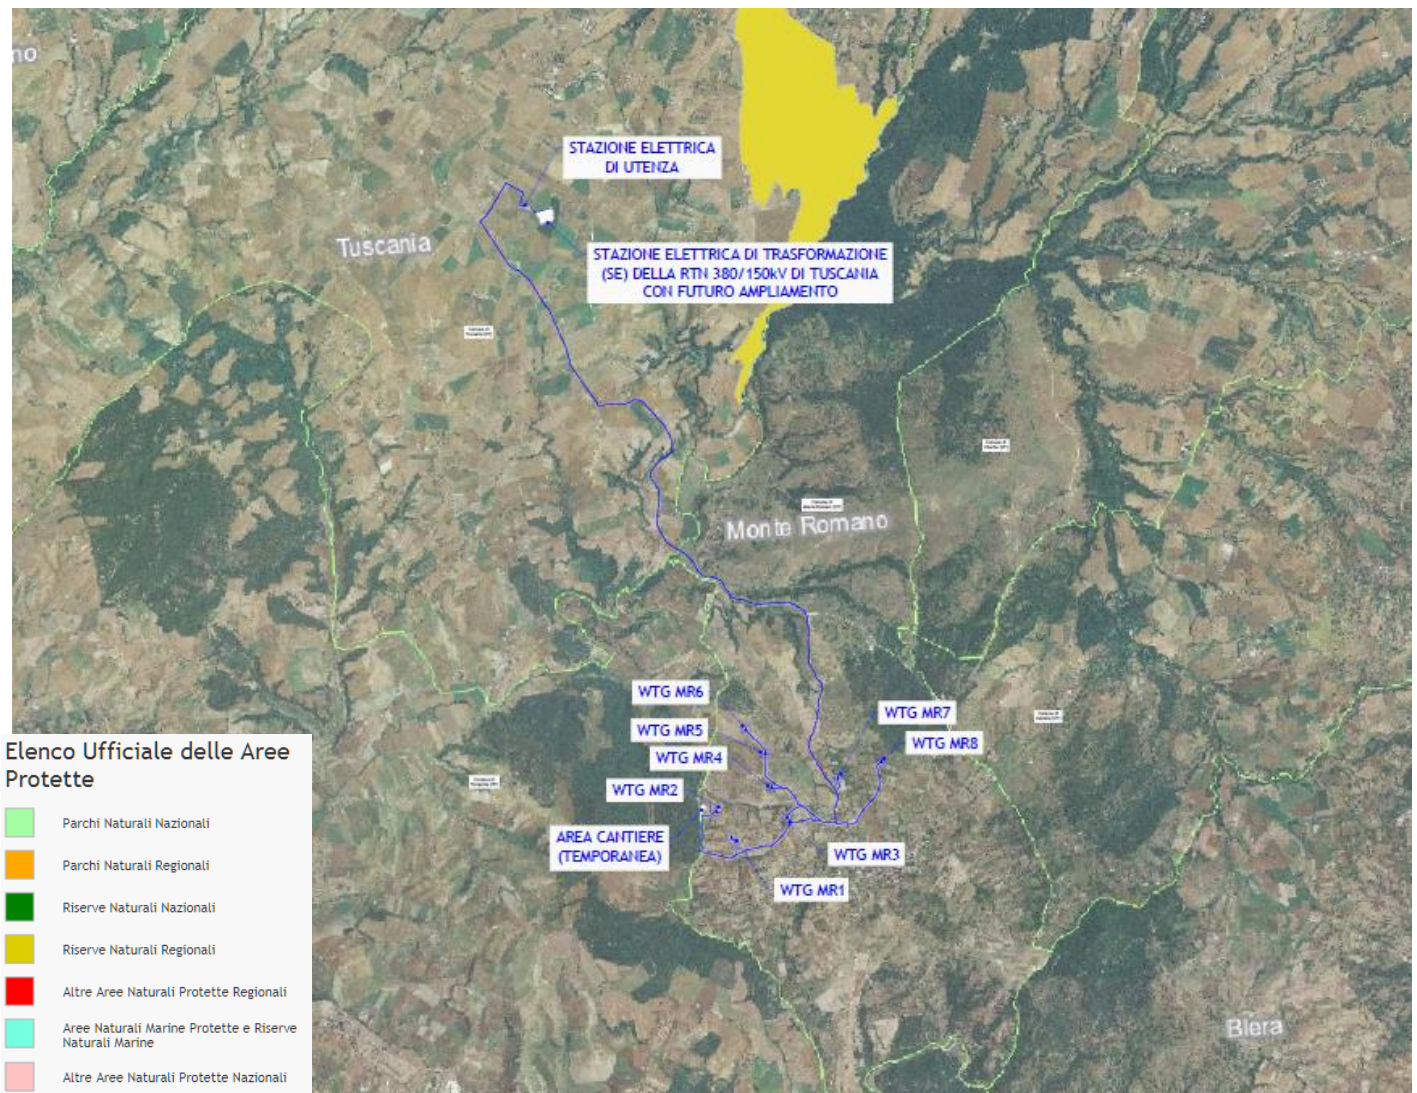 no
STAZIONE ELETTRICA
DI UTENZA
Tuscania
STAZIONE ELETTRICA DI TRASFORMAZIONE
(SE) DELLA RTN 380/150kV DI TUSCANIA
CON FUTURO AMPLIAMENTO
Monte Romano
WTG MR6
WTG MR5
WTG MR4
WTG MR2
WTG MR7
WTG MR8
AREA CANTIERE
(TEMPORANEA)
WTG MR3
WTG MR1
Blera
Elenco Ufficiale delle Aree
Protette
Parchi Naturali Nazionali
Parchi Naturali Regionali
Riserve Naturali Nazionali
Riserve Naturali Regionali
Altre Aree Naturali Protette Regionali
Aree Naturali Marine Protette e Riserve
Naturali Marine
Altre Aree Naturali Protette Nazionali